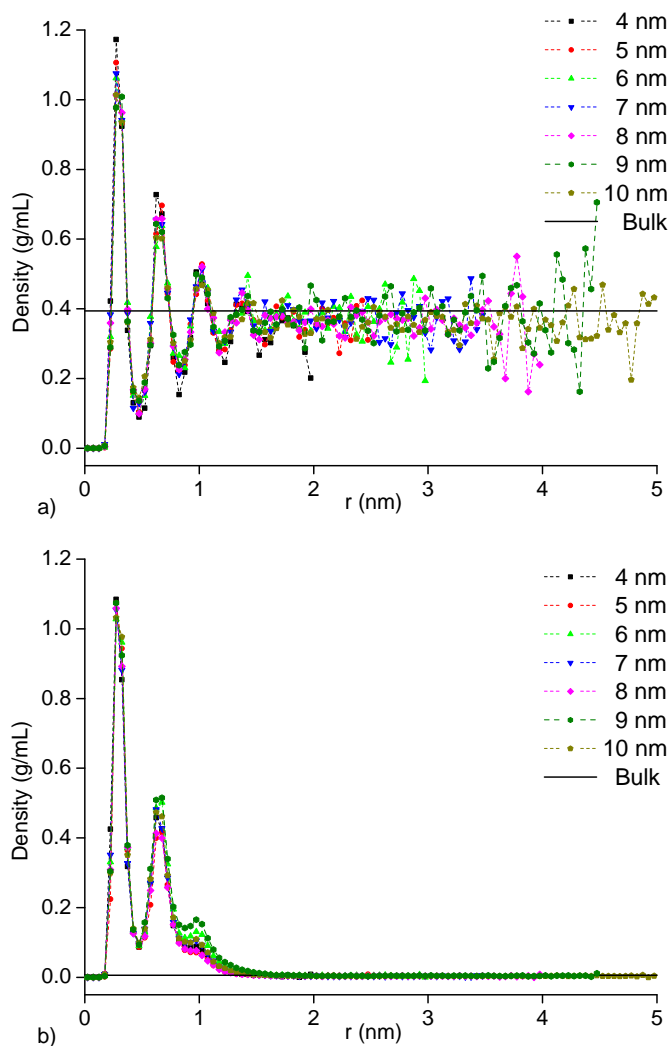 1.2
1.0
0.8
0.6
0.4
0.2
0.0
Density (g/mL)
4 nm
5 nm
6 nm
7 nm
8 nm
9 nm
10 nm
Bulk
0 1 2 3 4 5
r (nm)
a)
1.2
1.0
0.8
0.6
0.4
0.2
0.0
Density (g/mL)
4 nm
5 nm
6 nm
7 nm
8 nm
9 nm
10 nm
Bulk
0 1 2 3 4 5
r (nm)
b)